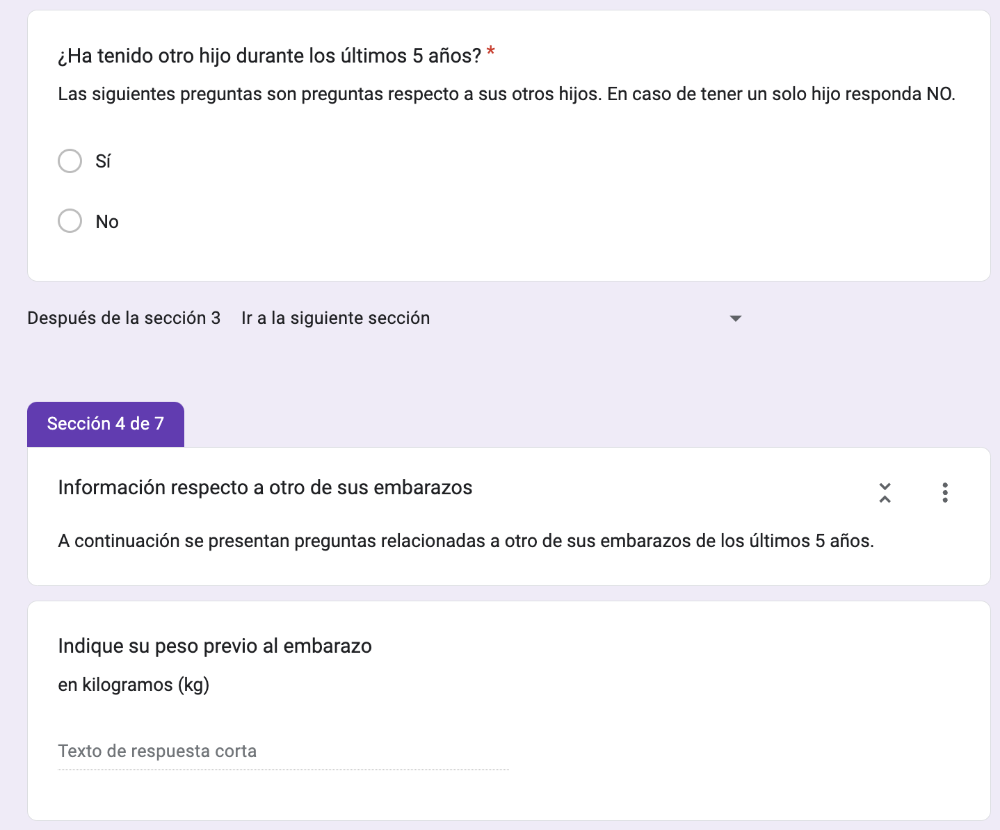 ¿Ha tenido otro hijo durante los últimos 5 años? *
Las siguientes preguntas son preguntas respecto a sus otros hijos. En caso de tener un solo hijo responda NO.
Sí
No
Después de la sección 3 Ir a la siguiente sección
Sección 4 de 7
Información respecto a otro de sus embarazos
A continuación se presentan preguntas relacionadas a otro de sus embarazos de los últimos 5 años.
Indique su peso previo al embarazo
en kilogramos (kg)
Texto de respuesta corta